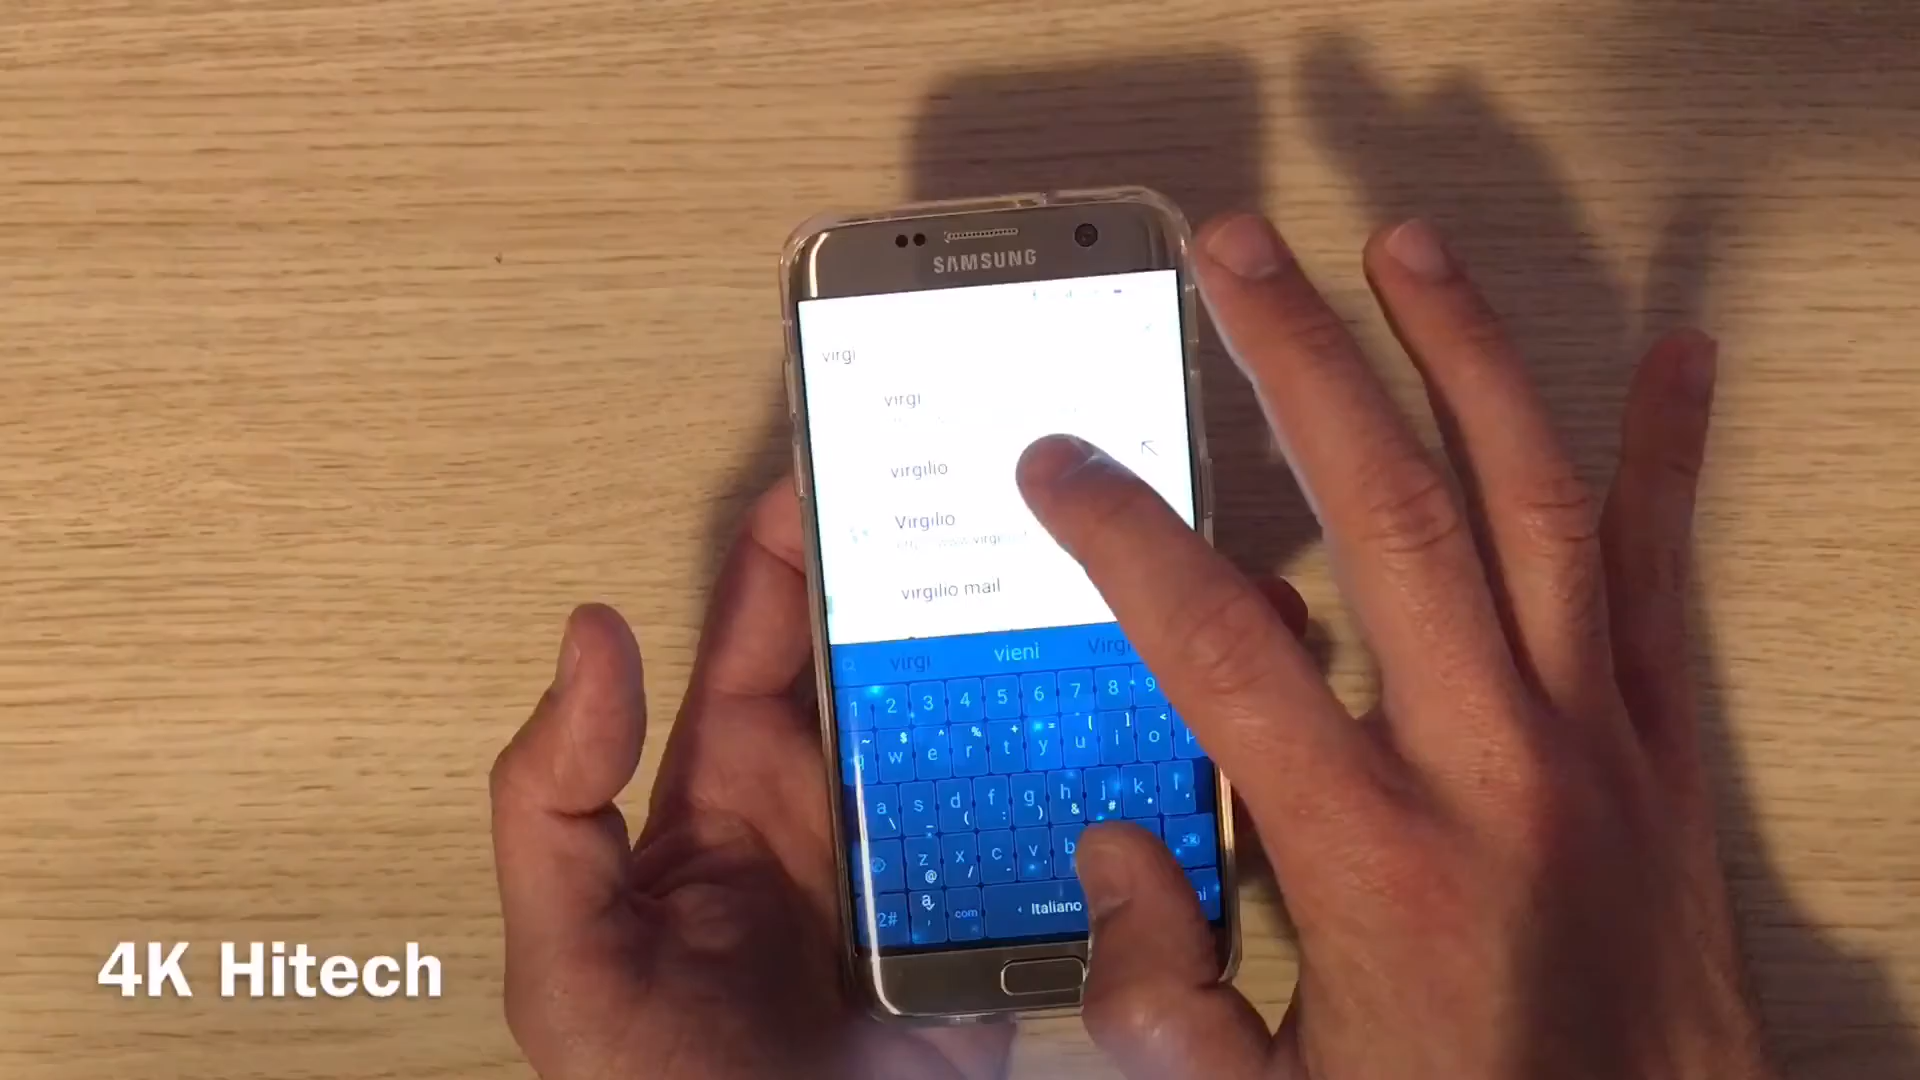 SAMSUNG
virgi
virgi
virgilio
Virgilio
virgilio mail
virgi vieni
1 2 3 4 5 6 7 8 9
~ $ ^ % + = { ] <
q w e r t y u i o p
a s d f g h j k l
\ _ ( : ) & # * .
z x c v b
@ / - .
a com Italiano
4K Hitech